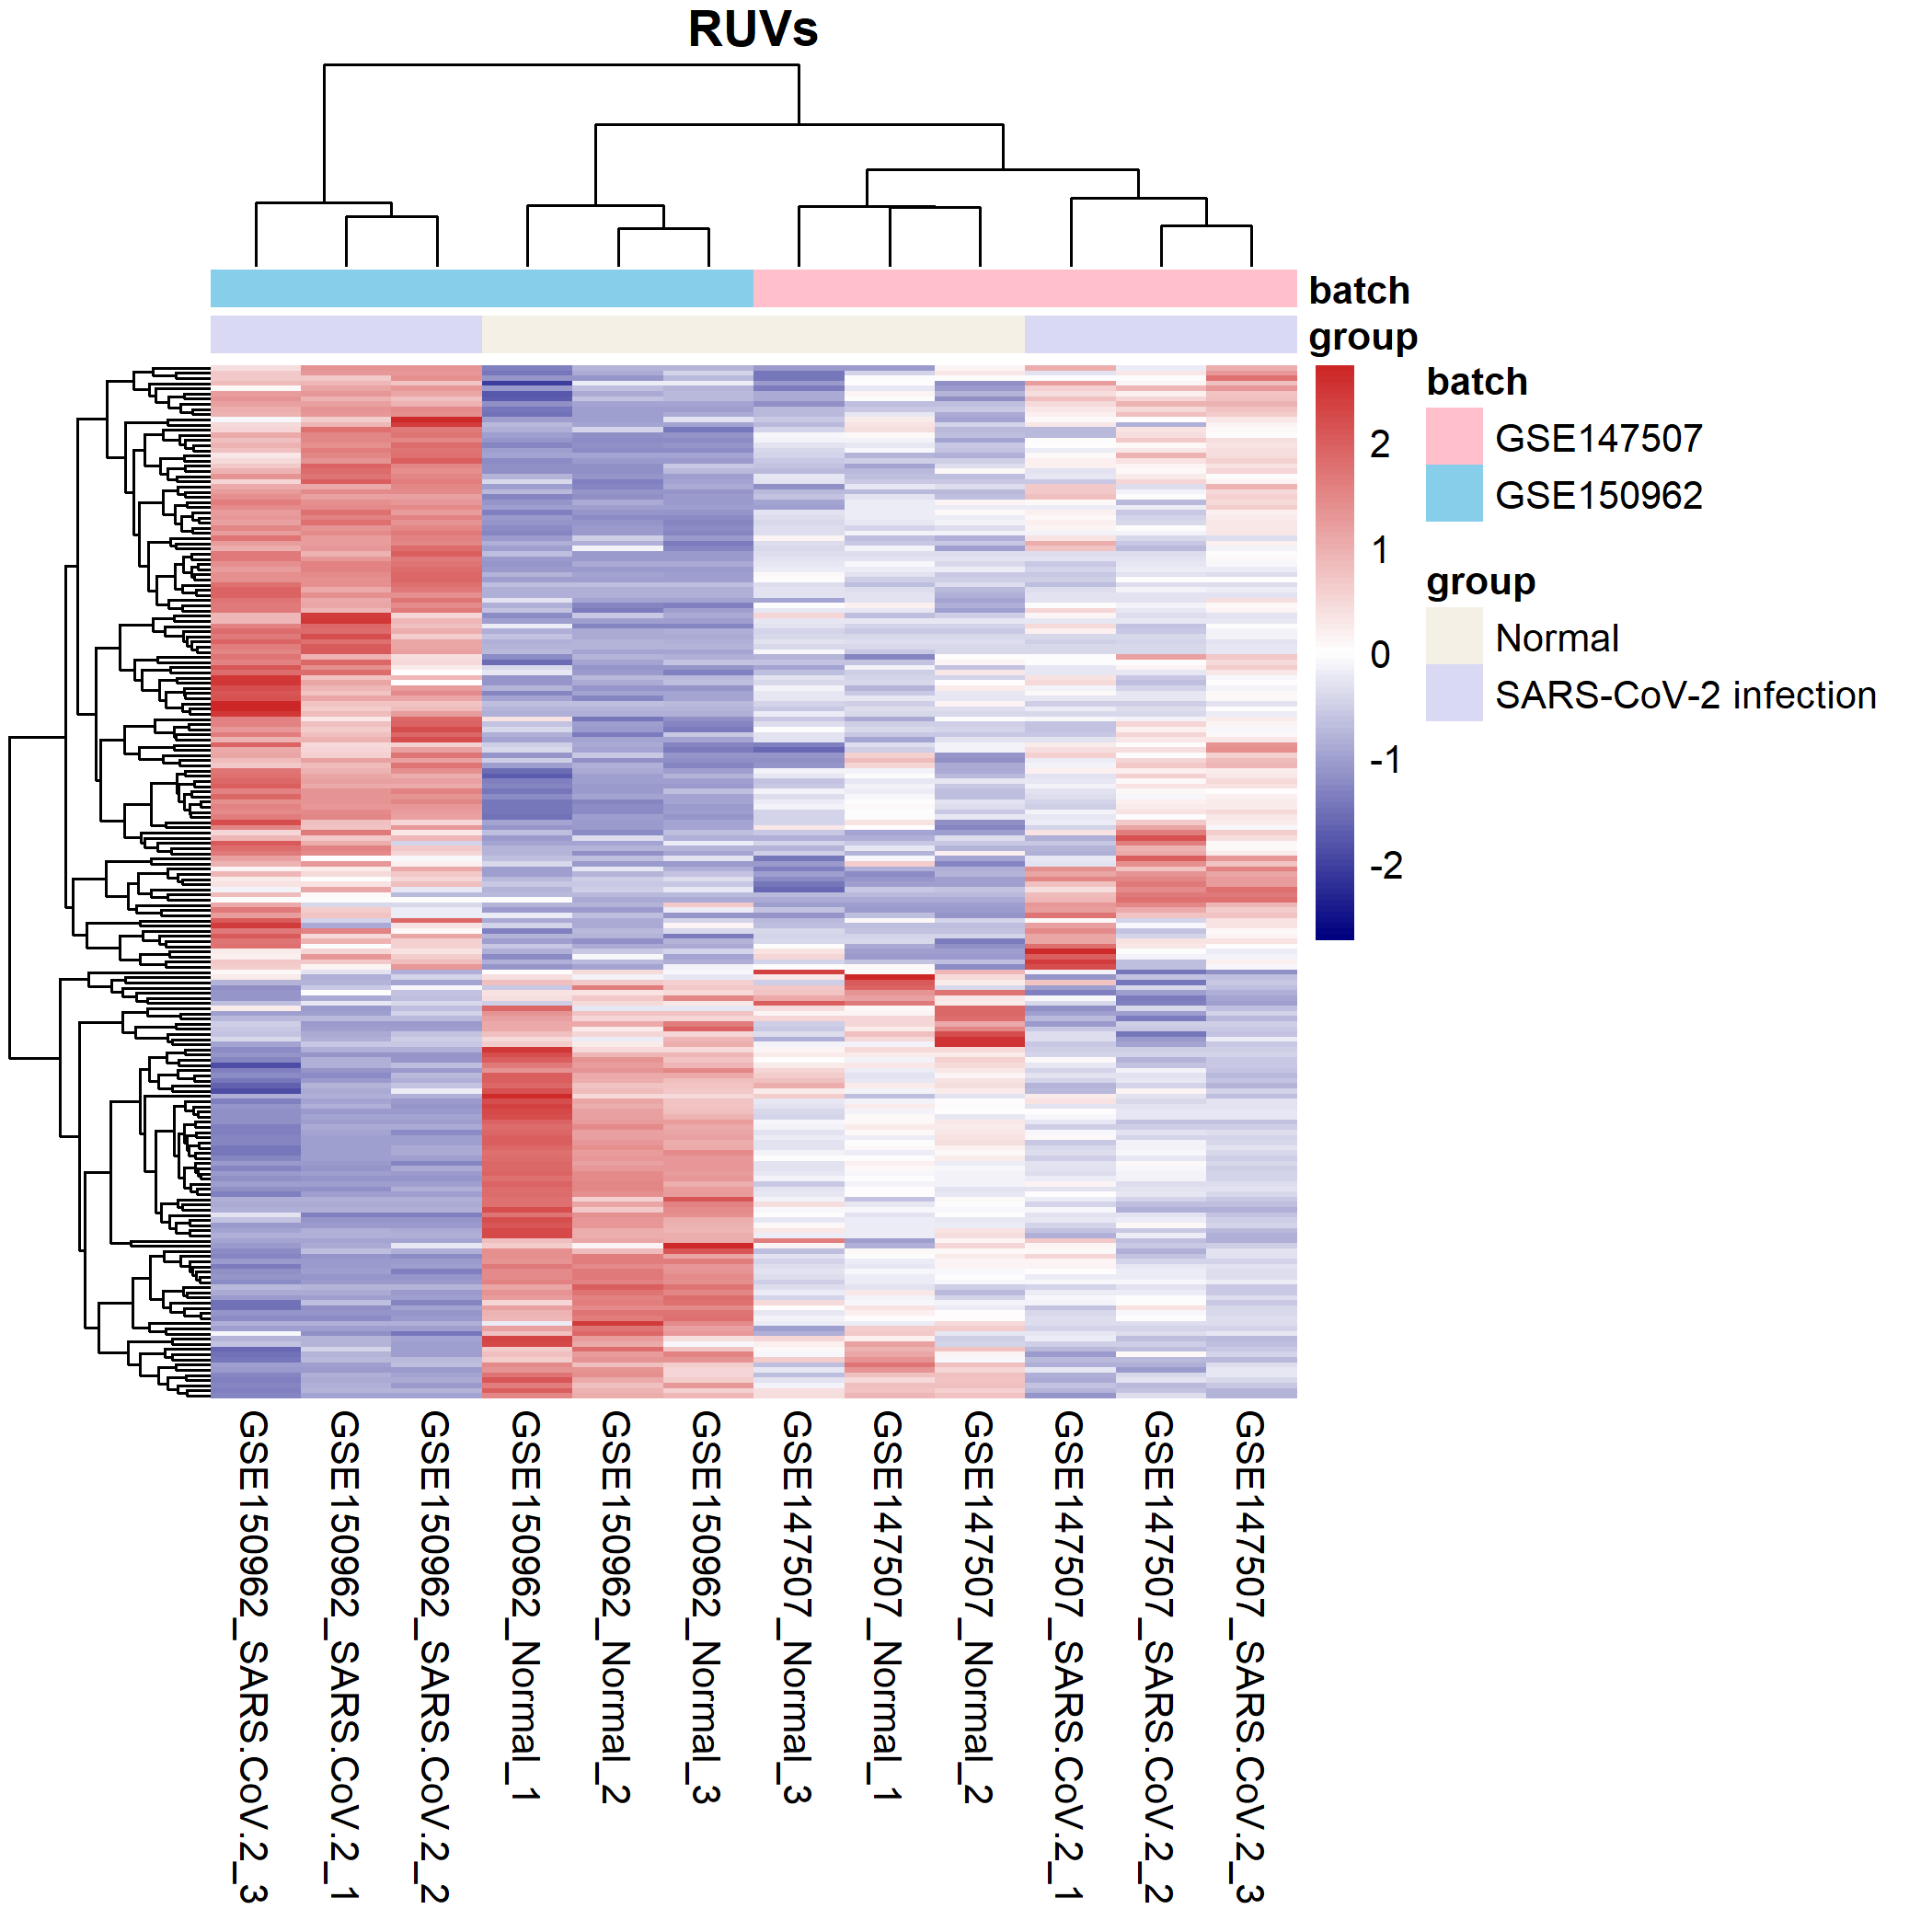 RUVs
batch
group
2
1
0
-1
-2
batch
GSE147507
GSE150962
group
Normal
SARS-CoV-2 infection
GSE150962_SARS.CoV.2_3
GSE150962_SARS.CoV.2_1
GSE150962_SARS.CoV.2_2
GSE150962_Normal_1
GSE150962_Normal_2
GSE150962_Normal_3
GSE147507_Normal_3
GSE147507_Normal_1
GSE147507_Normal_2
GSE147507_SARS.CoV.2_1
GSE147507_SARS.CoV.2_2
GSE147507_SARS.CoV.2_3